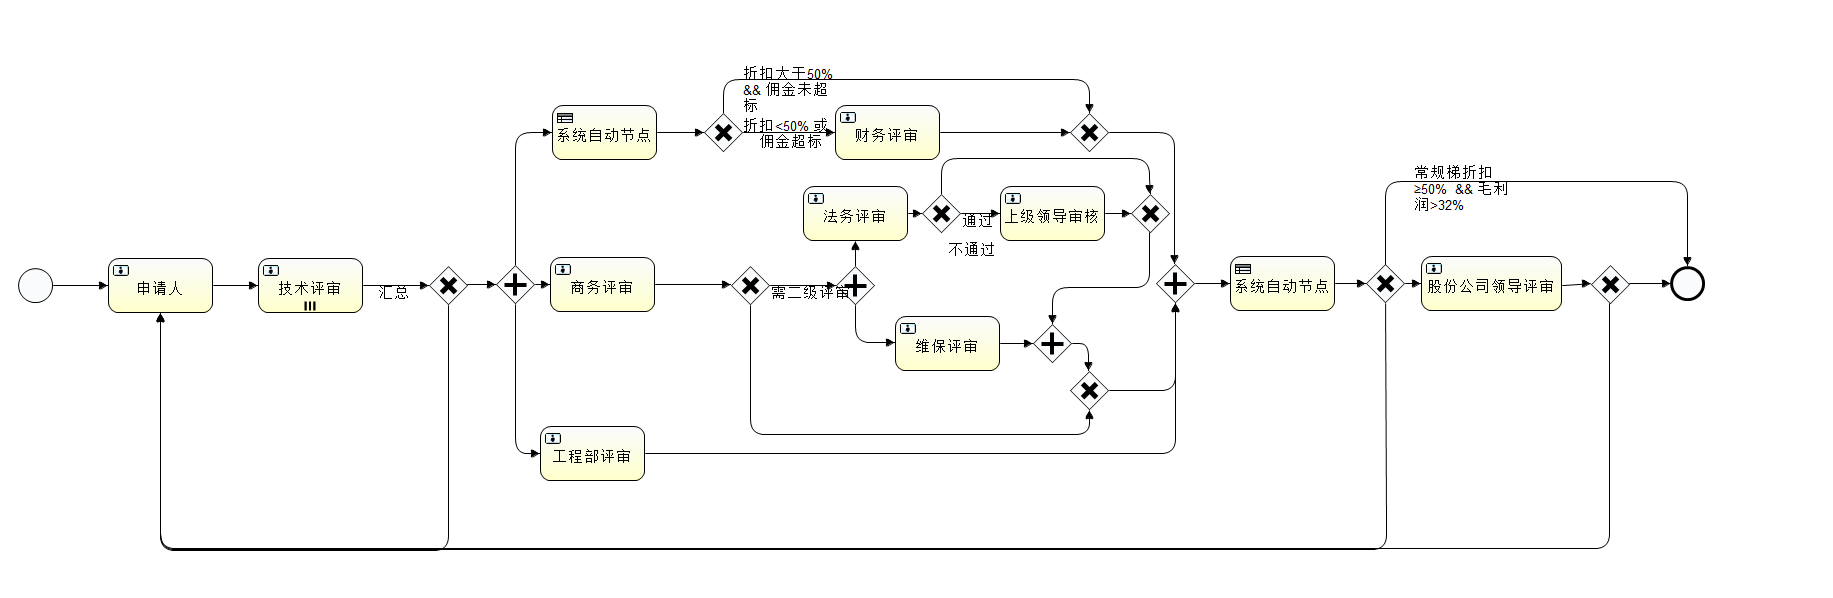 折扣大于50%
&& 佣金未超
标
折扣<50% 或
佣金超标
系统自动节点
财务评审
常规梯折扣
≥50% && 毛利
润>32%
法务评审
通过
上级领导审核
不通过
申请人
技术评审
汇总
商务评审
需二级评审
系统自动节点
股份公司领导评审
维保评审
工程部评审